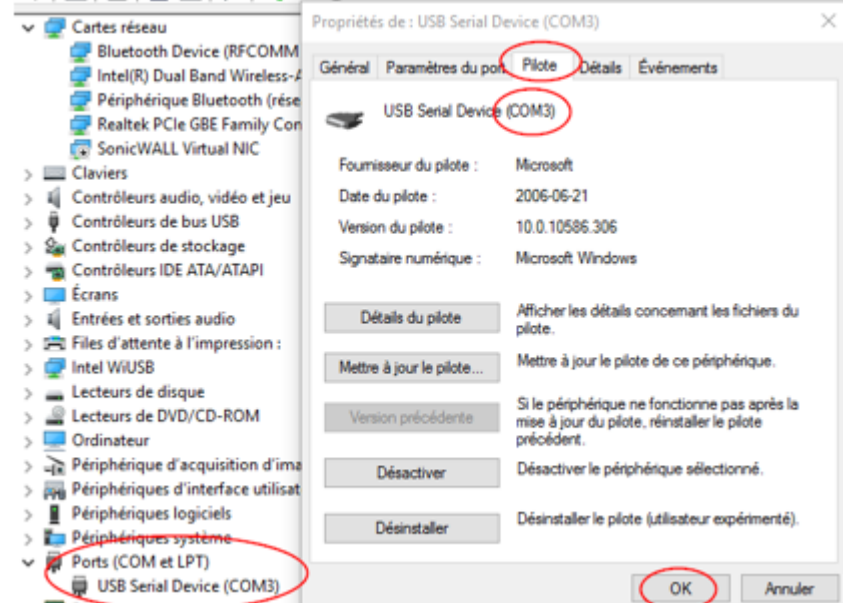 Cartes réseau
Bluetooth Device (RFCOMM
Intel(R) Dual Band Wireless-A
Périphérique Bluetooth (rése
Realtek PCIe GBE Family Con
SonicWALL Virtual NIC
Claviers
Contrôleurs audio, vidéo et jeu
Contrôleurs de bus USB
Contrôleurs de stockage
Contrôleurs IDE ATA/ATAPI
Écrans
Entrées et sorties audio
Files d'attente à l'impression :
Intel WiUSB
Lecteurs de disque
Lecteurs de DVD/CD-ROM
Ordinateur
Périphérique d'acquisition d'ima
Périphériques d'interface utilisat
Périphériques logiciels
Périphériques système
Ports (COM et LPT)
USB Serial Device (COM3)
Propriétés de : USB Serial Device (COM3)
Général Paramètres du port Pilote Détails Événements
USB Serial Device (COM3)
Fournisseur du pilote : Microsoft
Date du pilote : 2006-06-21
Version du pilote : 10.0.10586.306
Signataire numérique : Microsoft Windows
Détails du pilote Afficher les détails concernant les fichiers du
pilote.
Mettre à jour le pilote... Mettre à jour le pilote de ce périphérique.
Version précédente Si le périphérique ne fonctionne pas après la
mise à jour du pilote, réinstaller le pilote
précédent.
Désactiver Désactiver le périphérique sélectionné.
Désinstaller Désinstaller le pilote (utilisateur expérimenté).
OK Annuler